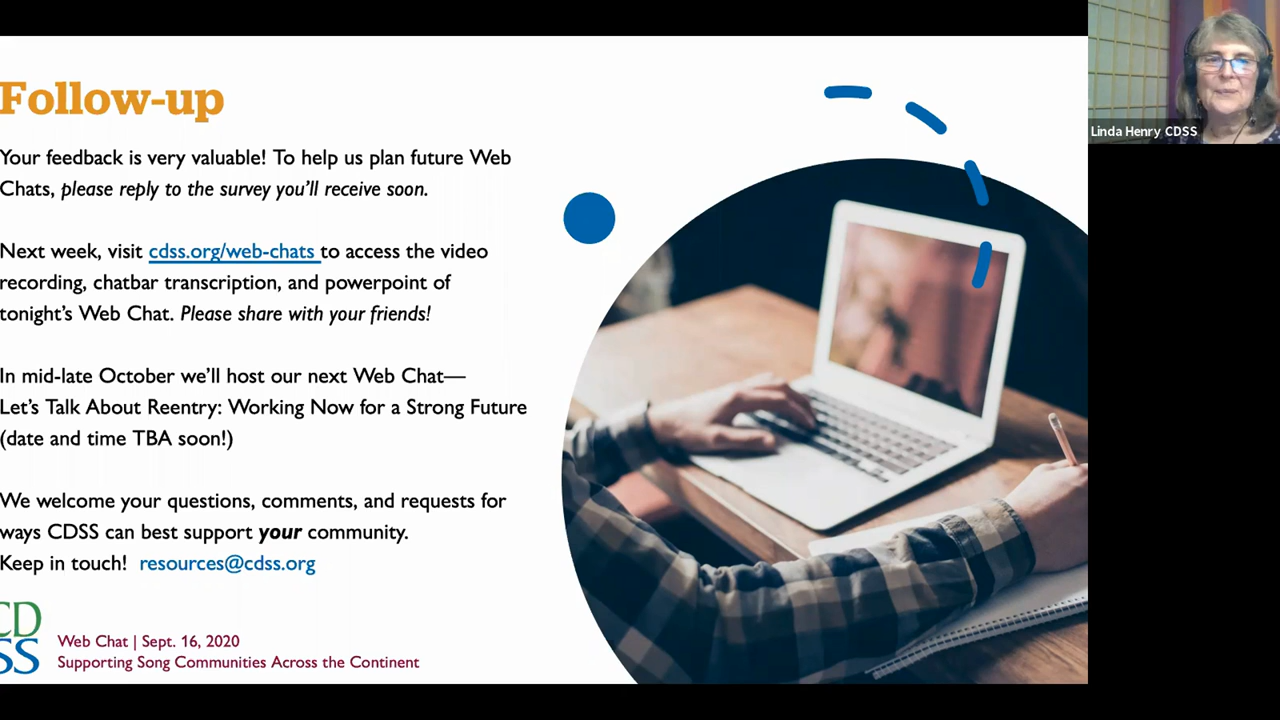 Follow-up
Your feedback is very valuable! To help us plan future Web
Chats, please reply to the survey you'll receive soon.
Next week, visit cdss.org/web-chats to access the video
recording, chatbar transcription, and powerpoint of
tonight's Web Chat. Please share with your friends!
In mid-late October we'll host our next Web Chat—
Let's Talk About Reentry: Working Now for a Strong Future
(date and time TBA soon!)
We welcome your questions, comments, and requests for
ways CDSS can best support your community.
Keep in touch! resources@cdss.org
CD
SS
Web Chat | Sept. 16, 2020
Supporting Song Communities Across the Continent
Linda Henry CDSS